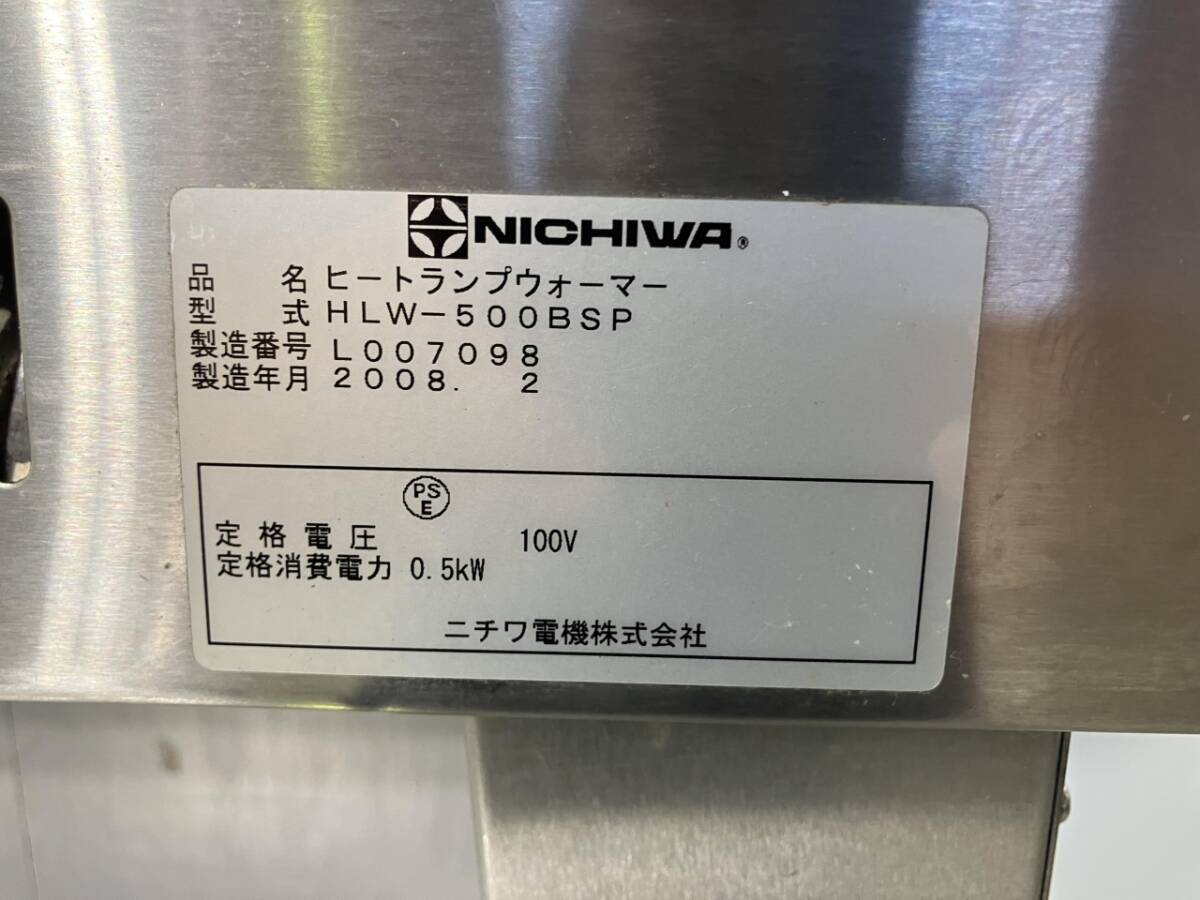 NICHIWA®
品名 ヒートランプウォーマー
型式 HLW-500BSP
製造番号 L007098
製造年月 2008. 2
PS
E
定格電圧 100V
定格消費電力 0.5kW
ニチワ電機株式会社